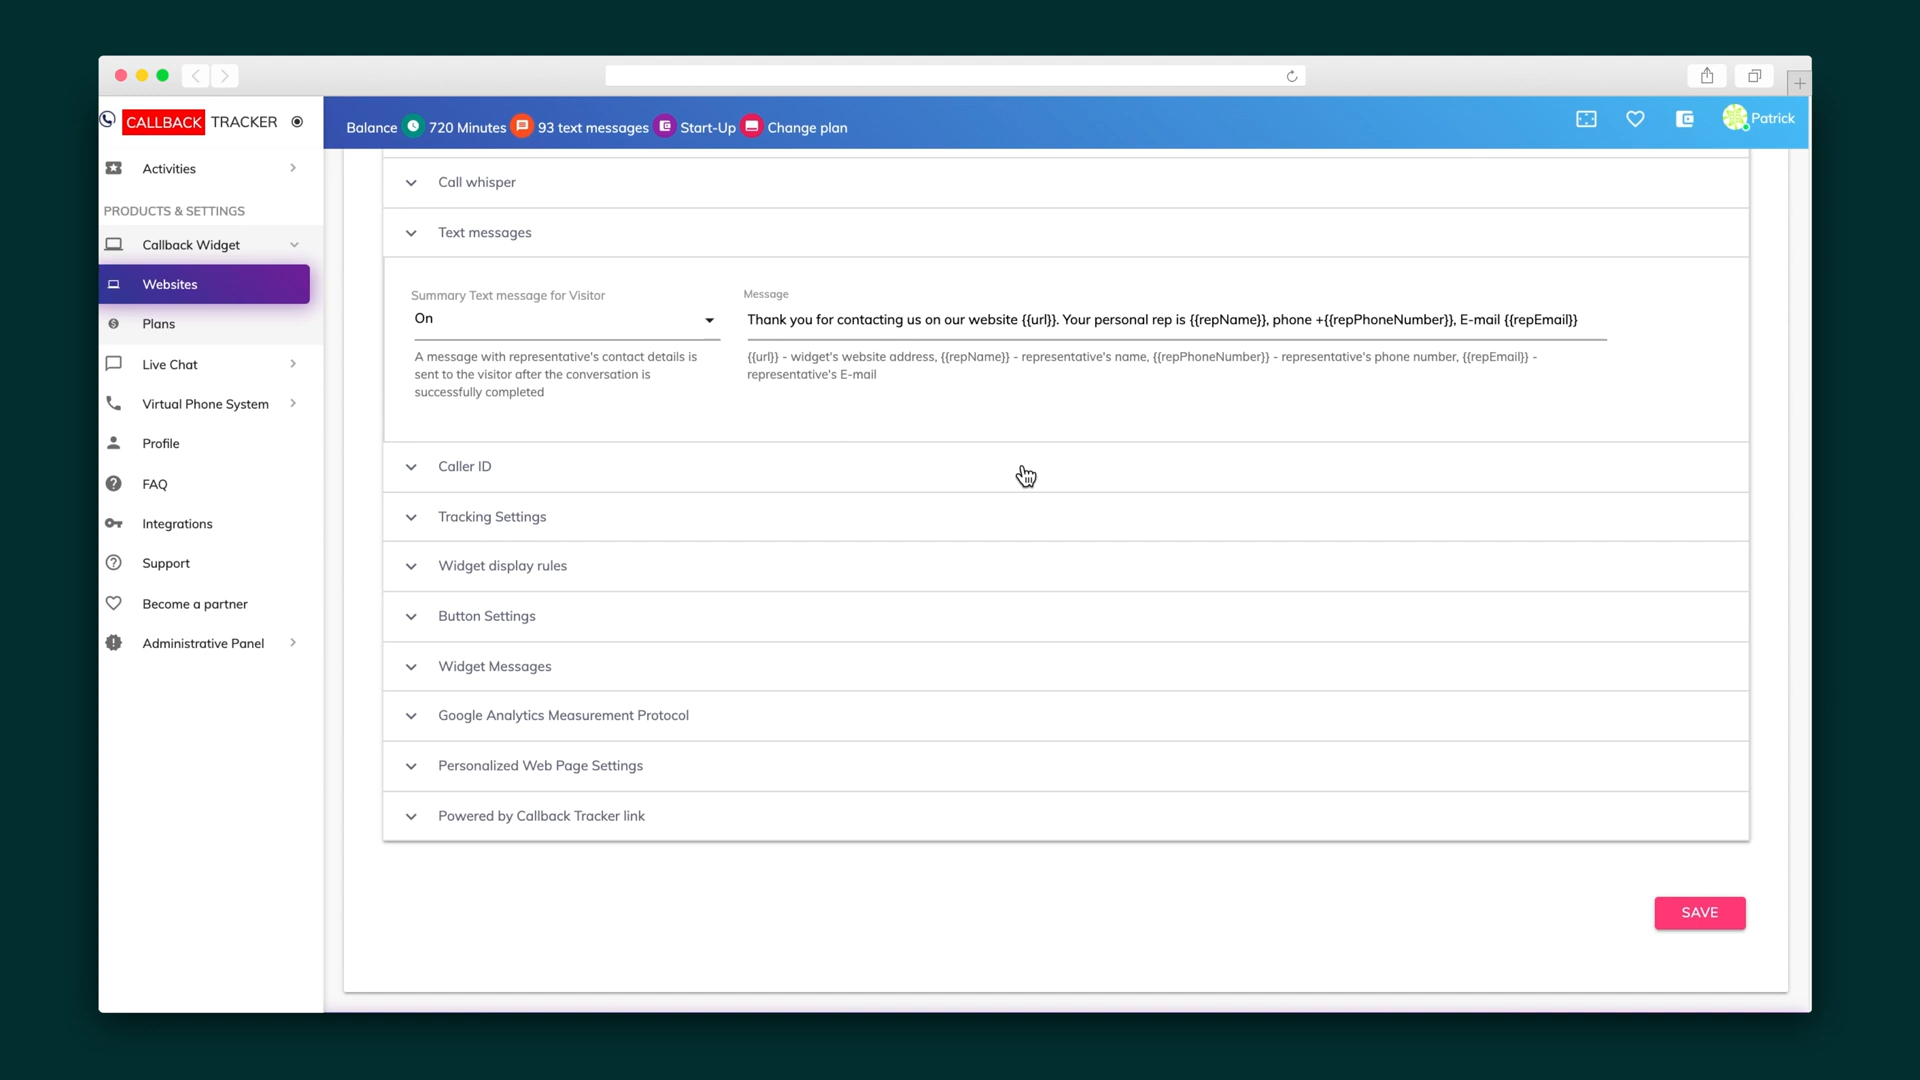 CALLBACK TRACKER
Balance 720 Minutes 93 text messages Start-Up Change plan
Patrick
Activities
PRODUCTS & SETTINGS
Callback Widget
Websites
Plans
Live Chat
Virtual Phone System
Profile
FAQ
Integrations
Support
Become a partner
Administrative Panel
Call whisper
Text messages
Summary Text message for Visitor
On
A message with representative's contact details is
sent to the visitor after the conversation is
successfully completed
Message
Thank you for contacting us on our website {{url}}. Your personal rep is {{repName}}, phone +{{repPhoneNumber}}, E-mail {{repEmail}}
{{url}} - widget's website address, {{repName}} - representative's name, {{repPhoneNumber}} - representative's phone number, {{repEmail}} -
representative's E-mail
Caller ID
Tracking Settings
Widget display rules
Button Settings
Widget Messages
Google Analytics Measurement Protocol
Personalized Web Page Settings
Powered by Callback Tracker link
SAVE